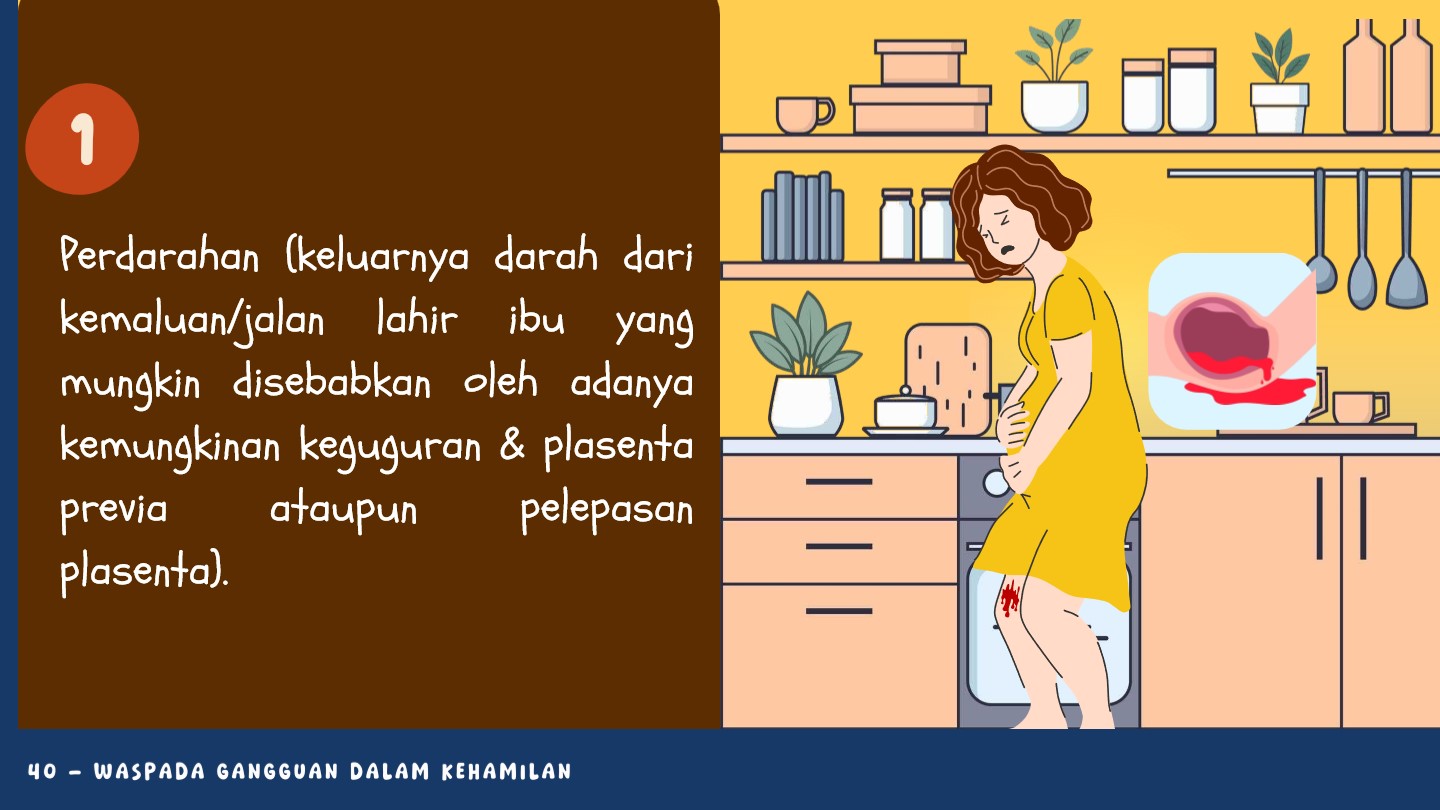 1
Perdarahan (keluarnya darah dari
kemaluan/jalan lahir ibu yang
mungkin disebabkan oleh adanya
kemungkinan keguguran & plasenta
previa ataupun pelepasan
plasenta).
40 - WASPADA GANGGUAN DALAM KEHAMILAN